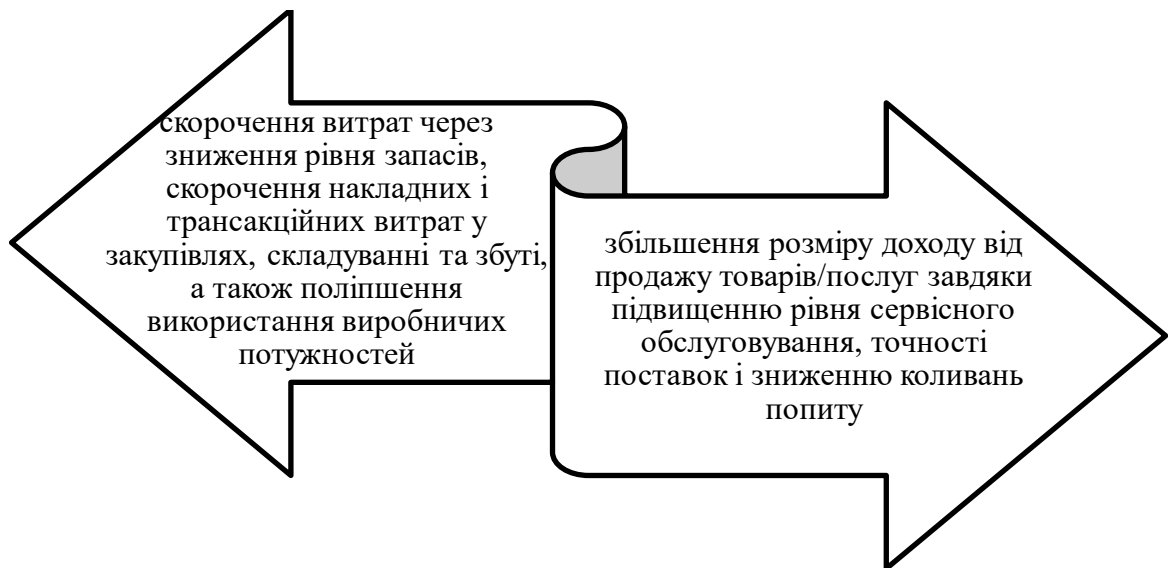 скорочення витрат через
зниження рівня запасів,
скорочення накладних і
трансакційних витрат у
закупівлях, складуванні та збуті,
а також поліпшення
використання виробничих
потужностей
збільшення розміру доходу від
продажу товарів/послуг завдяки
підвищенню рівня сервісного
обслуговування, точності
поставок і зниженню коливань
попиту